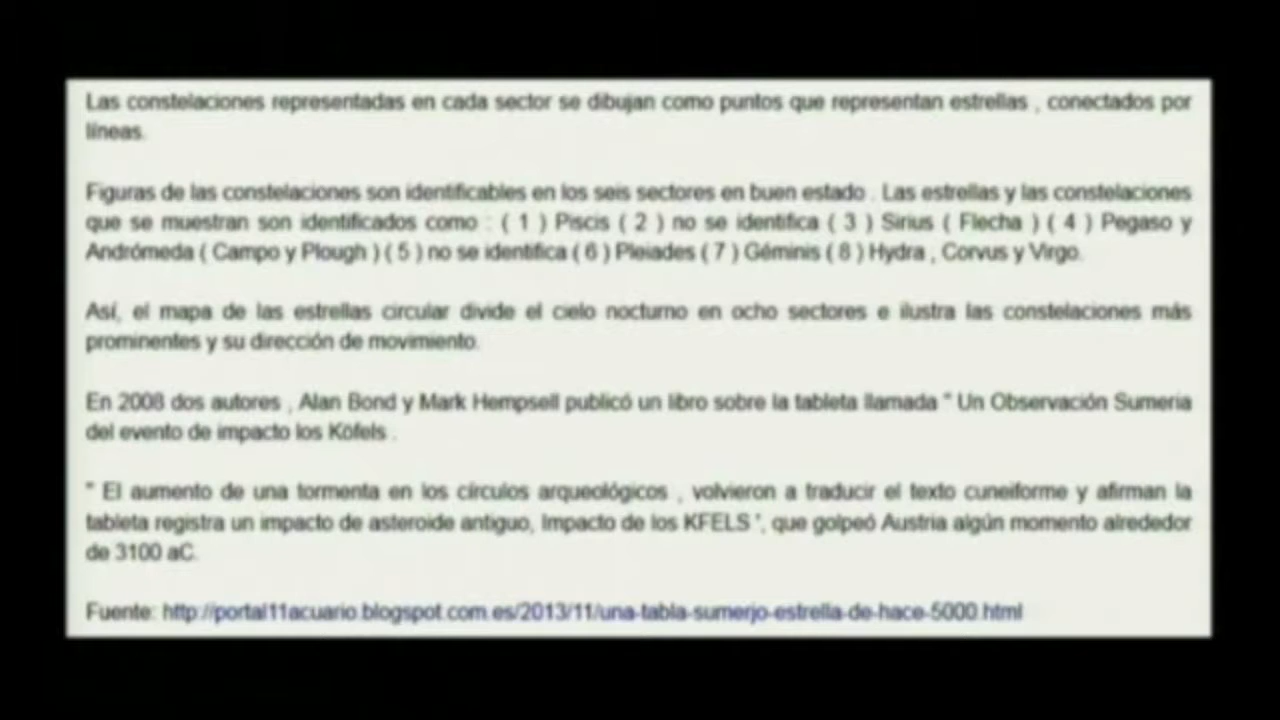 Las constelaciones representadas en cada sector se dibujan como puntos que representan estrellas , conectados por
líneas.
Figuras de las constelaciones son identificables en los seis sectores en buen estado . Las estrellas y las constelaciones
que se muestran son identificados como : ( 1 ) Piscis ( 2 ) no se identifica ( 3 ) Sirius ( Flecha ) ( 4 ) Pegaso y
Andrómeda ( Campo y Plough ) ( 5 ) no se identifica ( 6 ) Pleiades ( 7 ) Géminis ( 8 ) Hydra , Corvus y Virgo.
Así, el mapa de las estrellas circular divide el cielo nocturno en ocho sectores e ilustra las constelaciones más
prominentes y su dirección de movimiento.
En 2008 dos autores , Alan Bond y Mark Hempsell publicó un libro sobre la tableta llamada " Un Observación Sumeria
del evento de impacto los Köfels .
" El aumento de una tormenta en los círculos arqueológicos , volvieron a traducir el texto cuneiforme y afirman la
tableta registra un impacto de asteroide antiguo, Impacto de los KFELS ', que golpeó Austria algún momento alrededor
de 3100 aC.
Fuente: http://portal11acuario.blogspot.com.es/2013/11/una-tabla-sumerjo-estrella-de-hace-5000.html